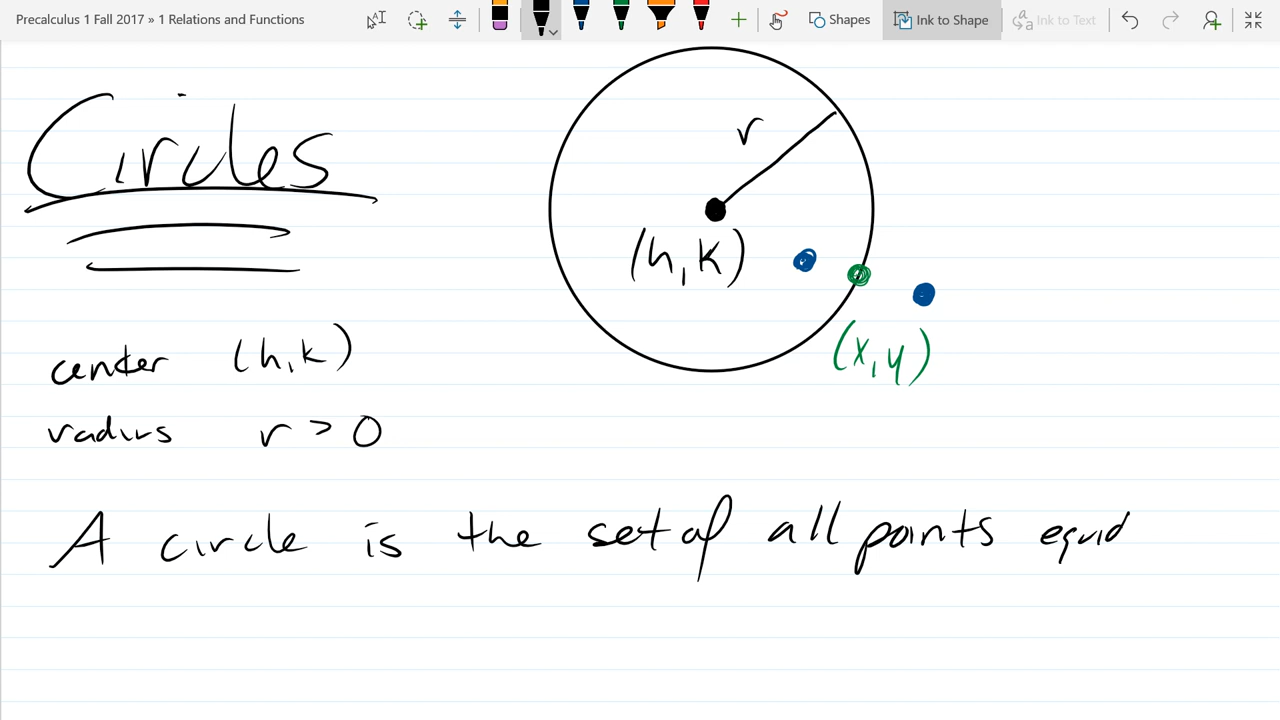 Precalculus 1 Fall 2017 » 1 Relations and Functions
Shapes
Ink to Shape
Ink to Text
Circles
r
(h,k)
(x,y)
center (h,k)
radius r > 0
A circle is the set of all points equid